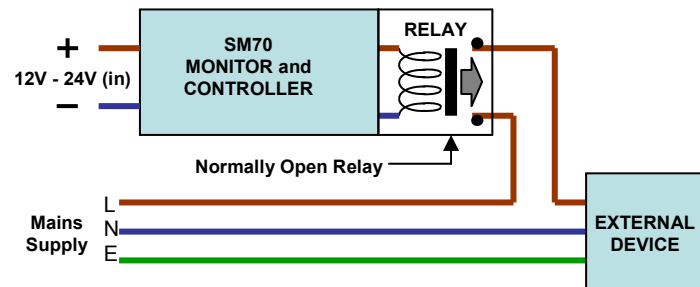 +
12V - 24V (in)
−
SM70
MONITOR and
CONTROLLER
RELAY
Normally Open Relay
Mains
Supply
L
N
E
EXTERNAL
DEVICE